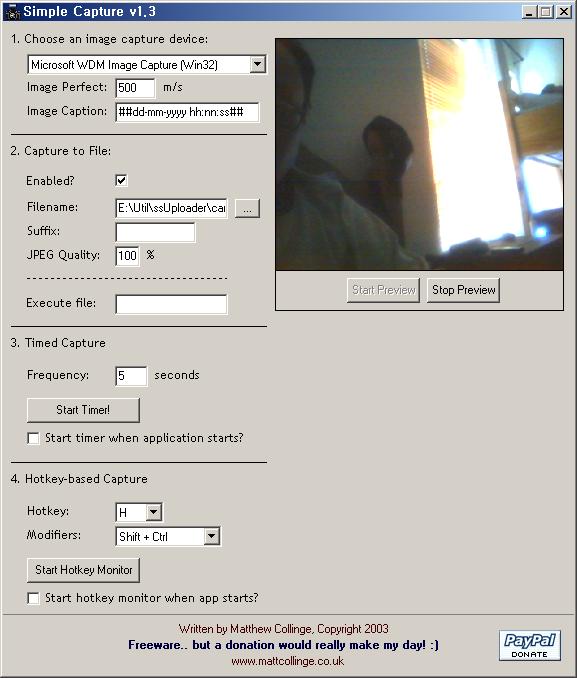 Simple Capture v1.3
1. Choose an image capture device:
Microsoft WDM Image Capture (Win32)
Image Perfect: 500 m/s
Image Caption: ##dd-mm-yyyy hh:nn:ss##
2. Capture to File:
Enabled?
Filename: E:\Util\ssUploader\cai ...
Suffix:
JPEG Quality: 100 %
Execute file:
Start Preview Stop Preview
3. Timed Capture
Frequency: 5 seconds
Start Timer!
Start timer when application starts?
4. Hotkey-based Capture
Hotkey: H
Modifiers: Shift + Ctrl
Start Hotkey Monitor
Start hotkey monitor when app starts?
Written by Matthew Collinge, Copyright 2003
Freeware.. but a donation would really make my day! :)
www.mattcollinge.co.uk
PayPal
DONATE